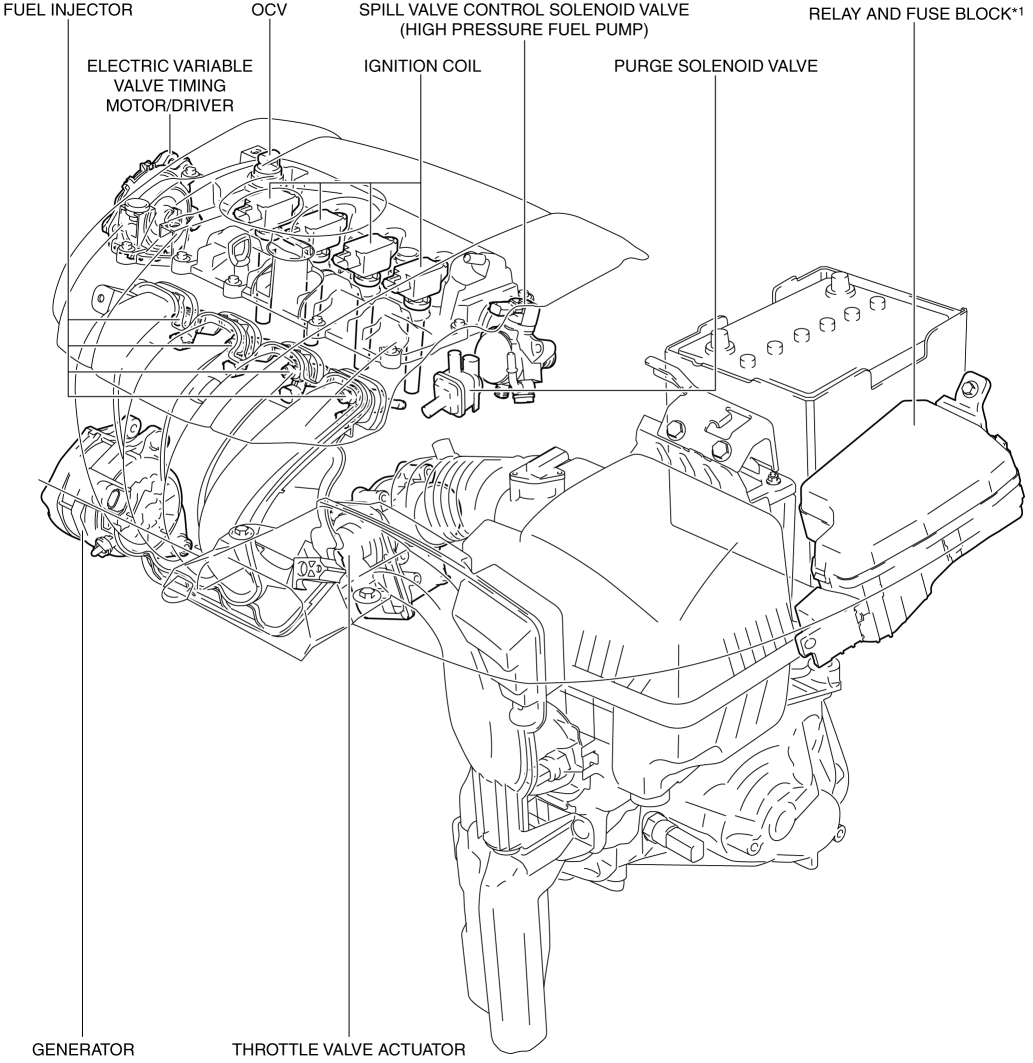 FUEL INJECTOR
OCV
SPILL VALVE CONTROL SOLENOID VALVE
(HIGH PRESSURE FUEL PUMP)
RELAY AND FUSE BLOCK*1
ELECTRIC VARIABLE
VALVE TIMING
MOTOR/DRIVER
IGNITION COIL
PURGE SOLENOID VALVE
GENERATOR
THROTTLE VALVE ACTUATOR